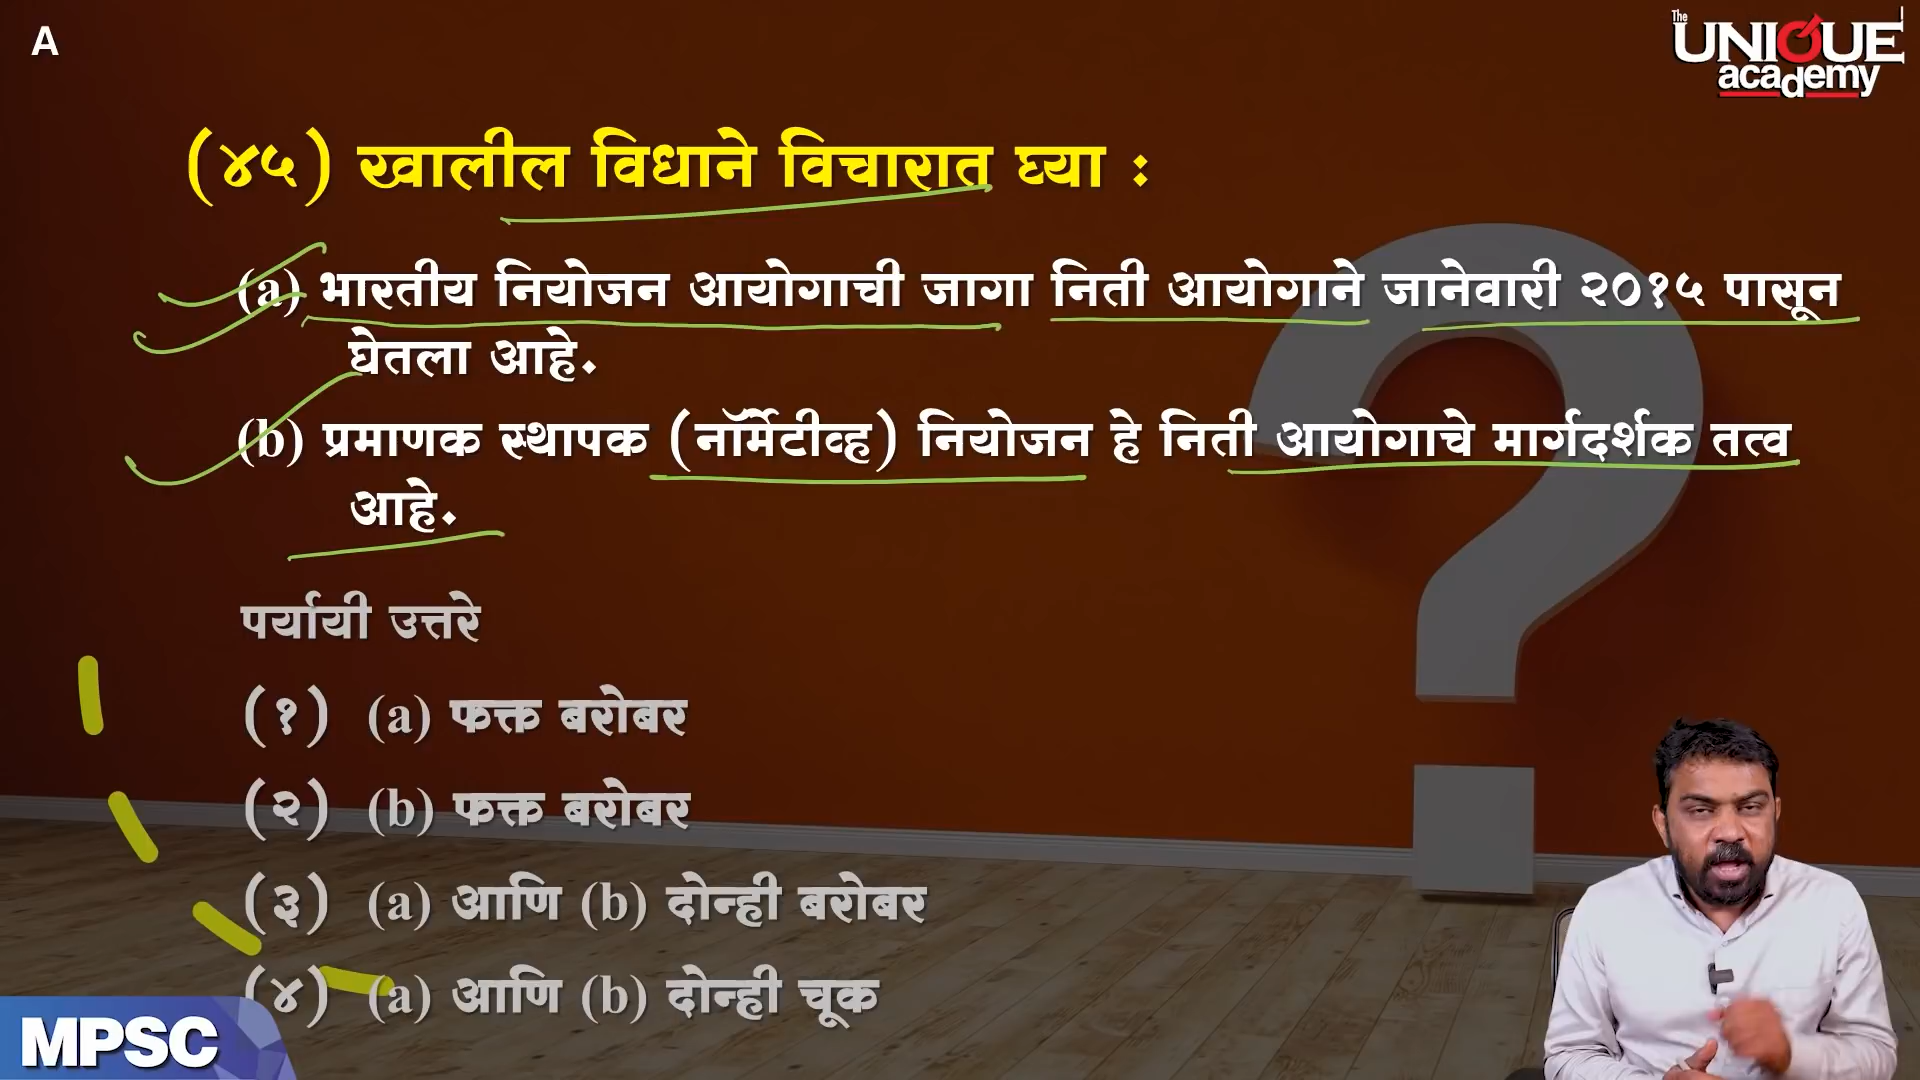 A
The
UNIQUE
academy
(४५) खालील विधाने विचारात घ्या :
(a) भारतीय नियोजन आयोगाची जागा निती आयोगाने जानेवारी २०१५ पासून
घेतला आहे.
(b) प्रमाणक स्थापक (नॉर्मेटीव्ह) नियोजन हे निती आयोगाचे मार्गदर्शक तत्व
आहे.
पर्यायी उत्तरे
(१) (a) फक्त बरोबर
(२) (b) फक्त बरोबर
(३) (a) आणि (b) दोन्ही बरोबर
(४) (a) आणि (b) दोन्ही चूक
MPSC